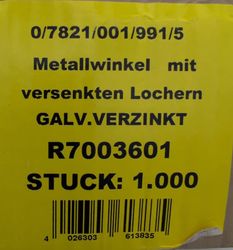 0/7821/001/991/5
Metallwinkel mit
versenkten Lochern
GALV.VERZINKT
R7003601
STUCK: 1.000
4 026303 613835